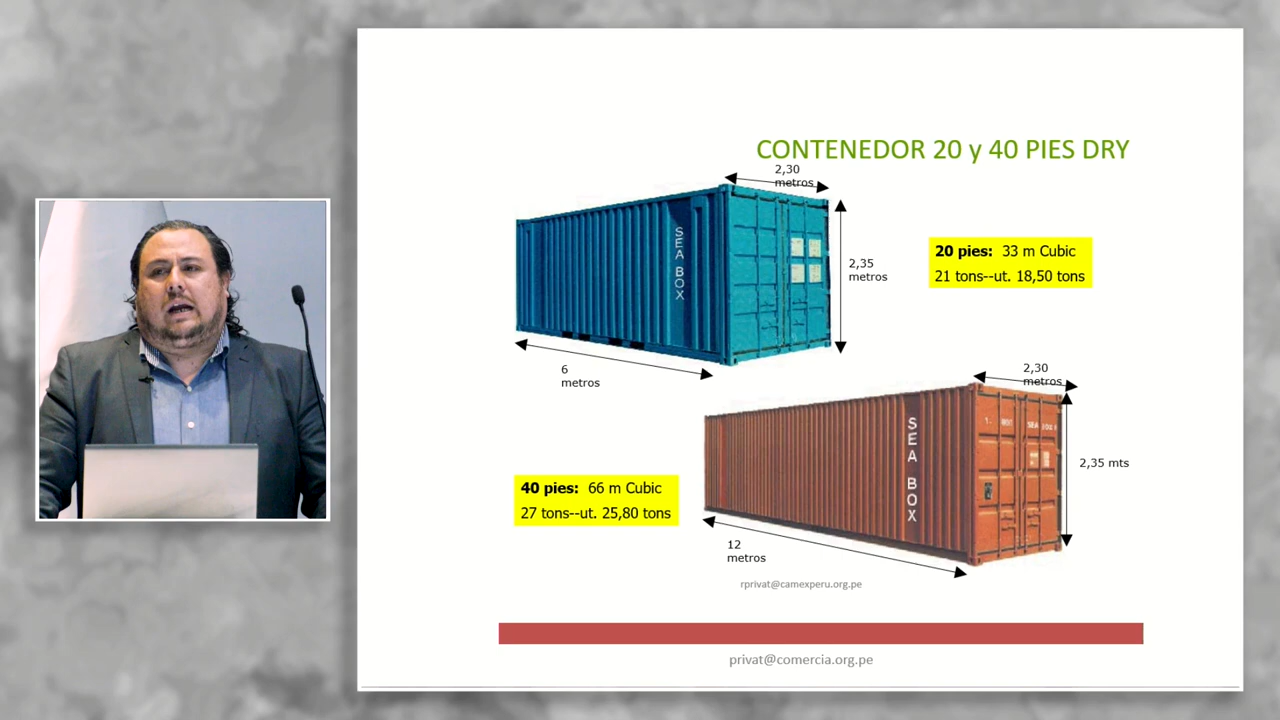 CONTENEDOR 20 y 40 PIES DRY
2,30
metros
SEA BOX
2,35
metros
20 pies: 33 m Cubic
21 tons--ut. 18,50 tons
6
metros
2,30
metros
SEA BOX
2,35 mts
40 pies: 66 m Cubic
27 tons--ut. 25,80 tons
12
metros
rprivat@camexperu.org.pe
privat@comercia.org.pe